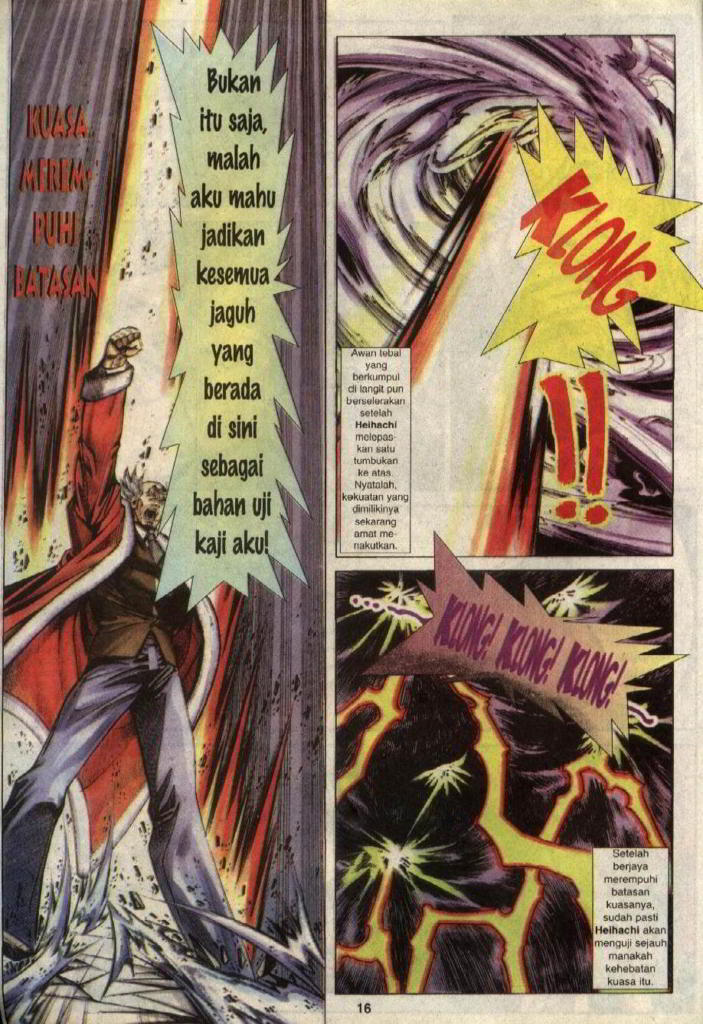 KUASA
MEREM-
PUHI
BATASAN
Bukan
itu saja,
malah
aku mahu
jadikan
kesemua
jaguh
yang
berada
di sini
sebagai
bahan uji
kaji aku!
KLONG
!!
Awan tebal
yang
berkumpul
di langit pun
berselerakan
setelah
Heihachi
melepas-
kan satu
tumbukan
ke atas.
Nyatalah,
kekuatan yang
dimilikinya
sekarang
amat me-
nakutkan.
KLONG! KLONG! KLONG!
Setelah
berjaya
merempuhi
batasan
kuasanya,
sudah pasti
Heihachi akan
menguji sejauh
manakah
kehebatan
kuasa itu.
16